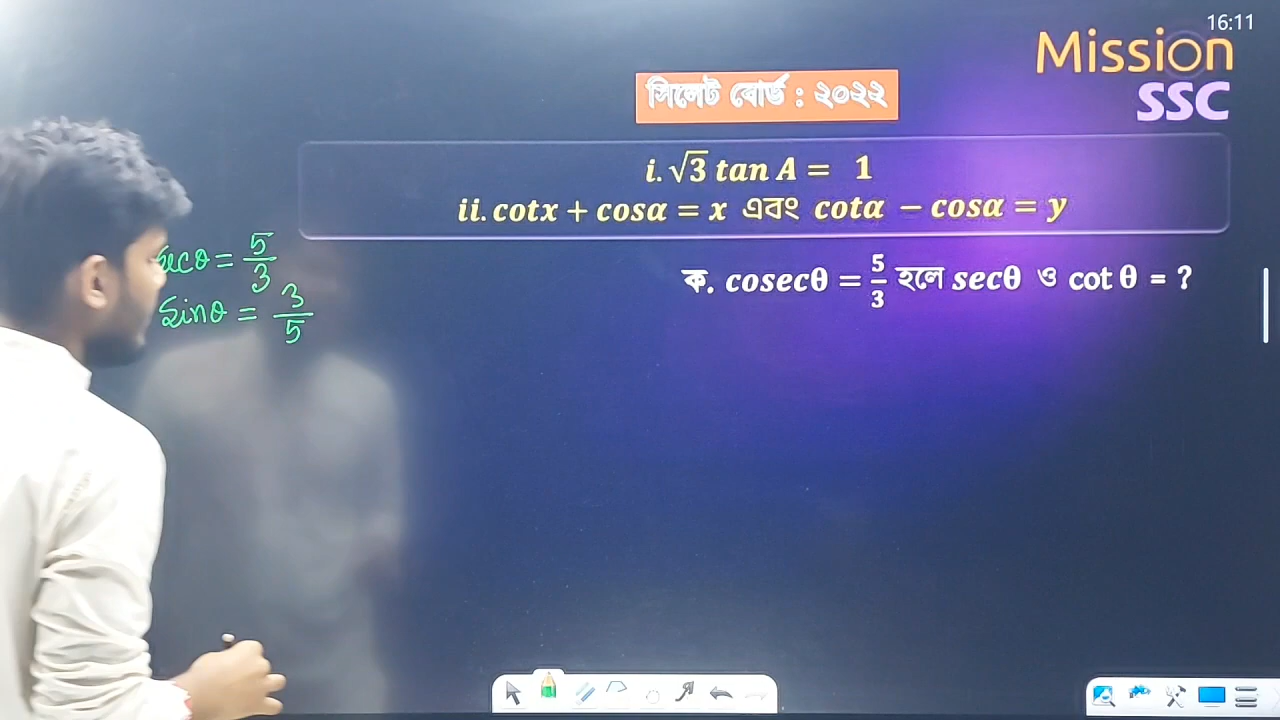 16:11
Mission
SSC
সিলেট বোর্ড : ২০২২
i. √3 tan A = 1
ii. cotx + cosα = x এবং cotα − cosα = y
ক. cosecθ = 5/3 হলে secθ ও cot θ = ?
secθ = 5/3
sinθ = 3/5